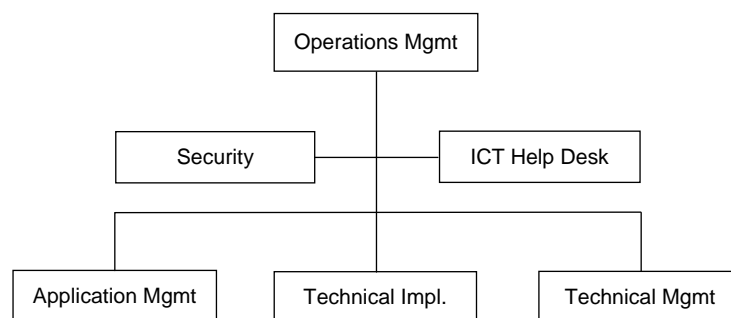 Operations Mgmt
Security
ICT Help Desk
Application Mgmt
Technical Impl.
Technical Mgmt